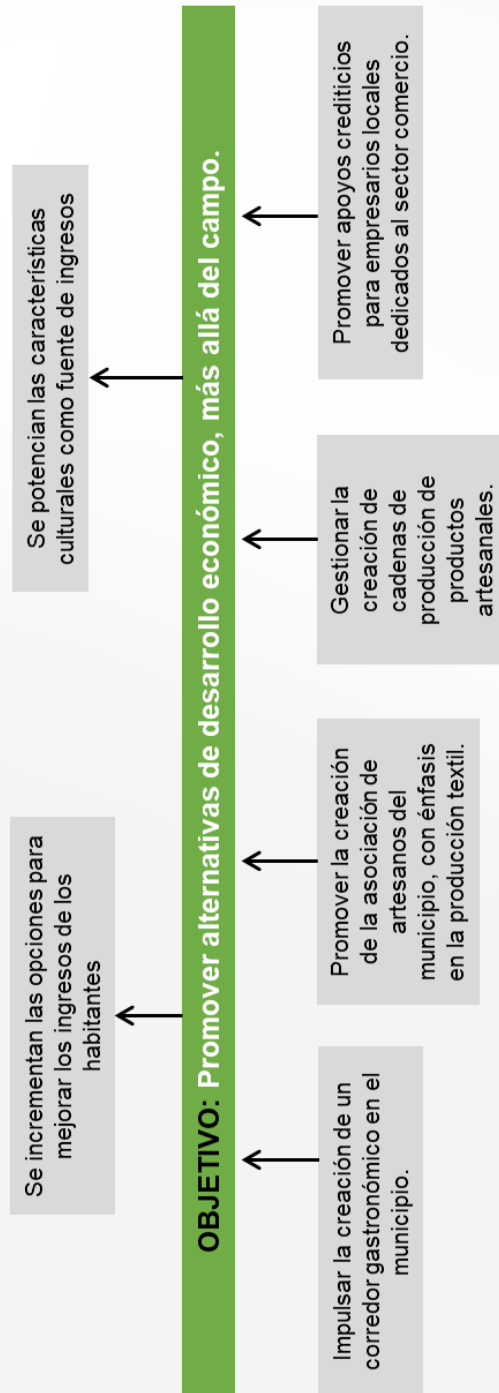 Se incrementan las opciones para
mejorar los ingresos de los
habitantes
Se potencian las características
culturales como fuente de ingresos
OBJETIVO: Promover alternativas de desarrollo económico, más allá del campo.
Impulsar la creación de un
corredor gastronómico en el
municipio.
Promover la creación
de la asociación de
artesanos del
municipio, con énfasis
en la producción textil.
Gestionar la
creación de
cadenas de
producción de
productos
artesanales.
Promover apoyos crediticios
para empresarios locales
dedicados al sector comercio.